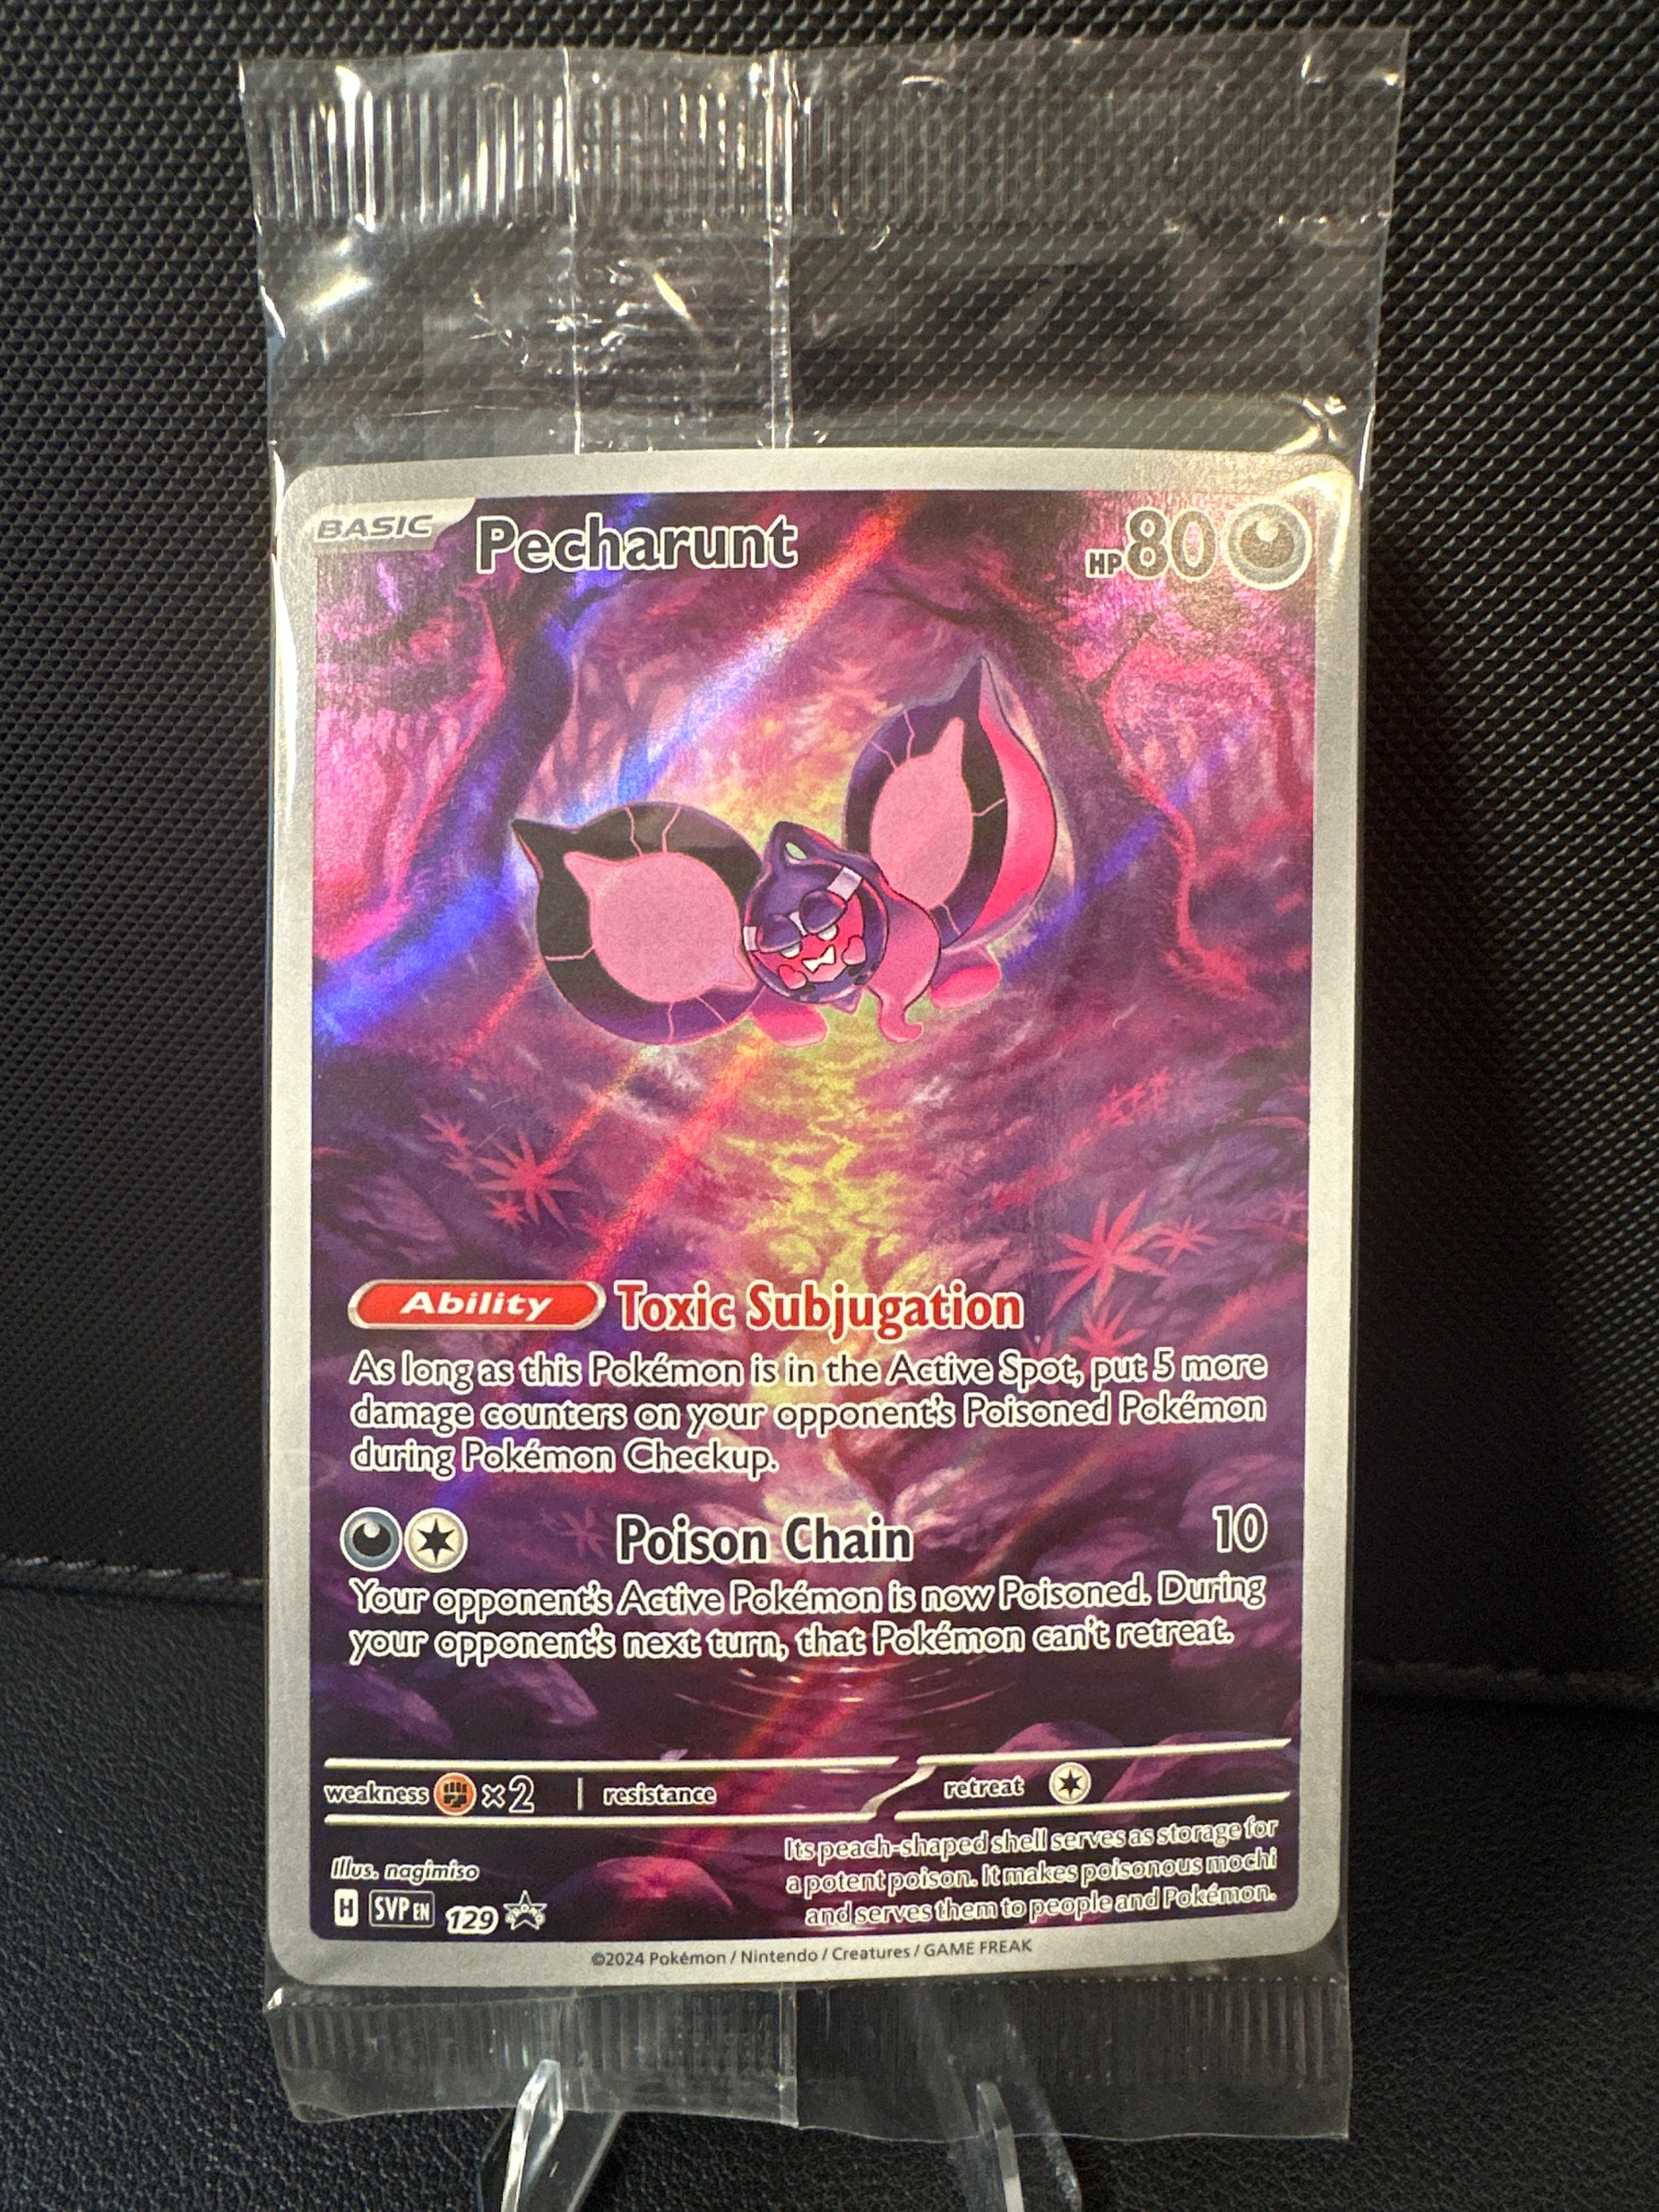 BASIC Pecharunt HP 80
Ability Toxic Subjugation
As long as this Pokémon is in the Active Spot, put 5 more
damage counters on your opponent's Poisoned Pokémon
during Pokémon Checkup.
Poison Chain 10
Your opponent's Active Pokémon is now Poisoned. During
your opponent's next turn, that Pokémon can't retreat.
weakness ×2 | resistance retreat
Its peach-shaped shell serves as storage for
a potent poison. It makes poisonous mochi
and serves them to people and Pokémon.
Illus. nagimiso
H SVP EN 129
©2024 Pokémon / Nintendo / Creatures / GAME FREAK